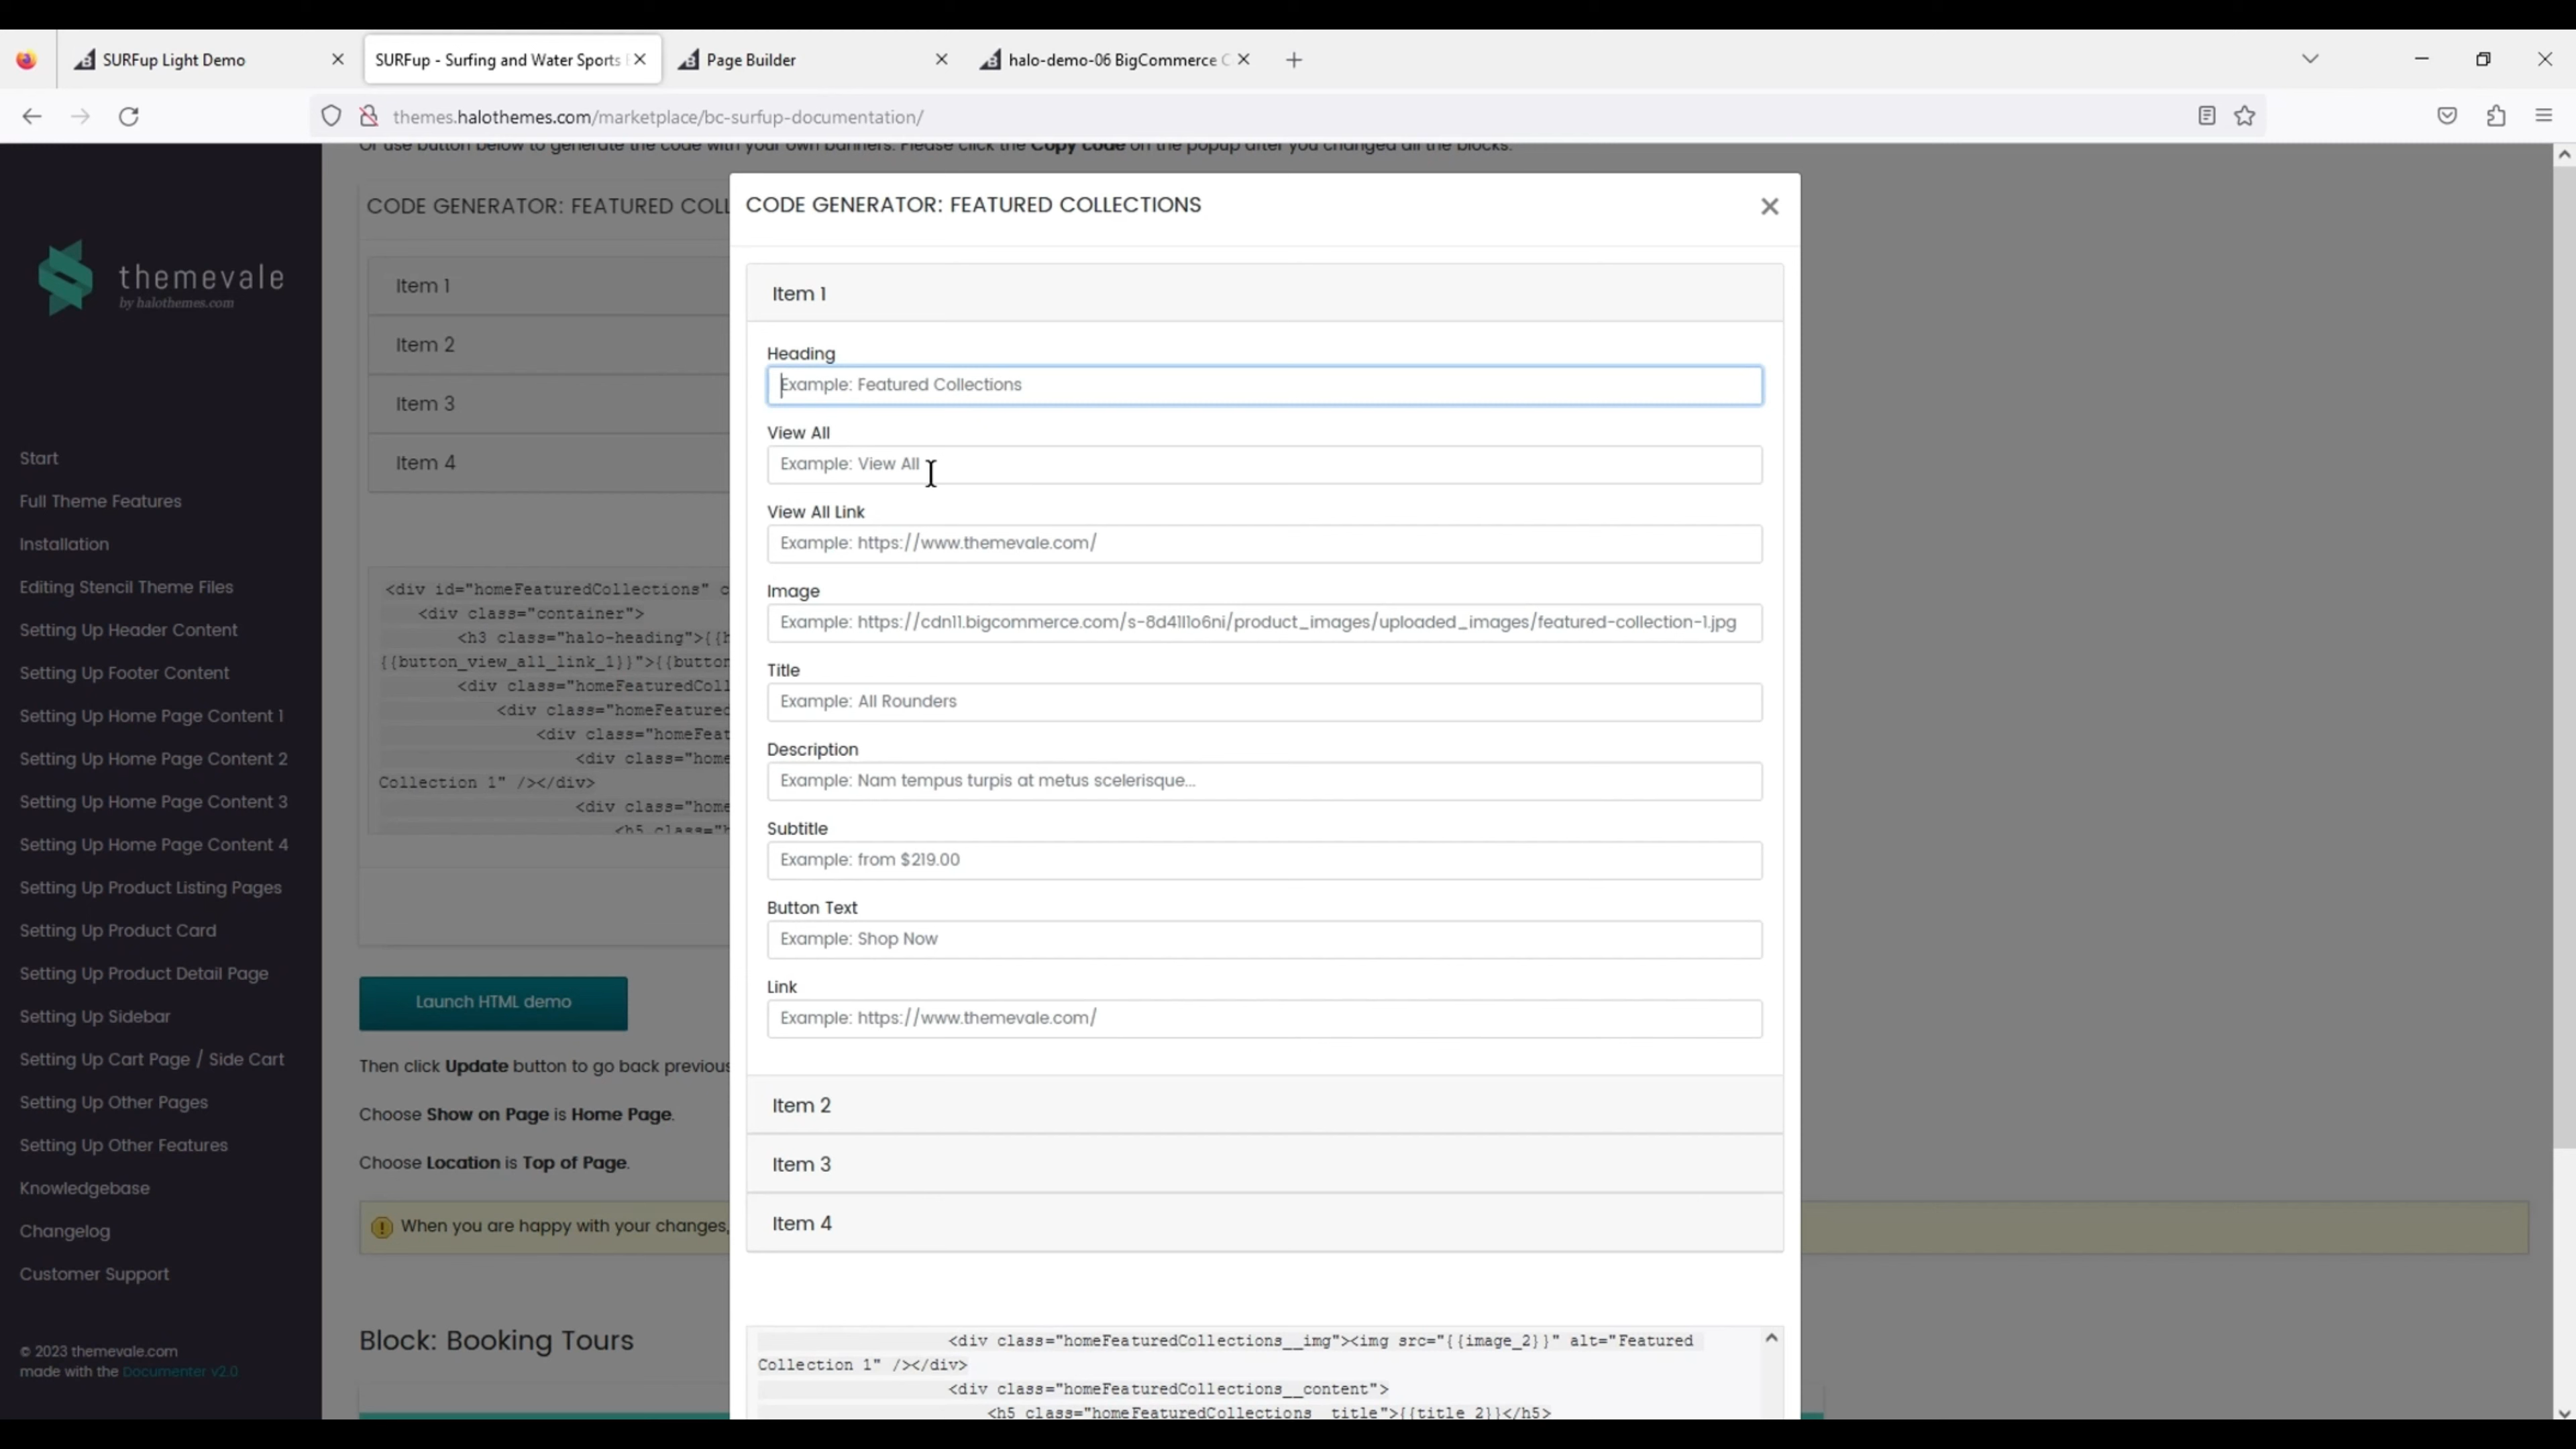 SURFup Light Demo
SURFup - Surfing and Water Sports
Page Builder
halo-demo-06 BigCommerce C
themes.halothemes.com/marketplace/bc-surfup-documentation/
Or use button below to generate the code with your own banners. Please click the Copy code on the popup after you changed all the blocks.
themevale
by halothemes.com
Start
Full Theme Features
Installation
Editing Stencil Theme Files
Setting Up Header Content
Setting Up Footer Content
Setting Up Home Page Content 1
Setting Up Home Page Content 2
Setting Up Home Page Content 3
Setting Up Home Page Content 4
Setting Up Product Listing Pages
Setting Up Product Card
Setting Up Product Detail Page
Setting Up Sidebar
Setting Up Cart Page / Side Cart
Setting Up Other Pages
Setting Up Other Features
Knowledgebase
Changelog
Customer Support
© 2023 themevale.com
made with the Documenter v2.0
CODE GENERATOR: FEATURED COLL
Item 1
Item 2
Item 3
Item 4
<div id="homeFeaturedCollections" c
<div class="container">
<h3 class="halo-heading">{{h
{{button_view_all_link_1}}">{{button
<div class="homeFeaturedColl
<div class="homeFeatured
<div class="homeFeat
<div class="home
Collection 1" /></div>
<div class="home
<h5 class="h
Launch HTML demo
Then click Update button to go back previous
Choose Show on Page is Home Page.
Choose Location is Top of Page.
When you are happy with your changes,
Block: Booking Tours
CODE GENERATOR: FEATURED COLLECTIONS
Item 1
Heading
Example: Featured Collections
View All
Example: View All
View All Link
Example: https://www.themevale.com/
Image
Example: https://cdn11.bigcommerce.com/s-8d41l1o6ni/product_images/uploaded_images/featured-collection-1.jpg
Title
Example: All Rounders
Description
Example: Nam tempus turpis at metus scelerisque...
Subtitle
Example: from $219.00
Button Text
Example: Shop Now
Link
Example: https://www.themevale.com/
Item 2
Item 3
Item 4
<div class="homeFeaturedCollections__img"><img src="{{image_2}}" alt="Featured
Collection 1" /></div>
<div class="homeFeaturedCollections__content">
<h5 class="homeFeaturedCollections__title">{{title_2}}</h5>